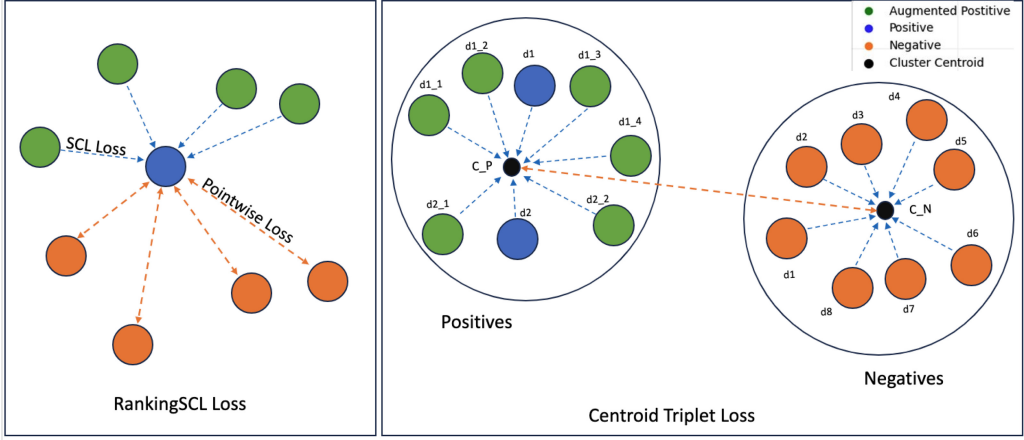 SCL Loss
Pointwise Loss
RankingSCL Loss
d1_2
d1
d1_3
d1_1
d1_4
C_P
d2_1
d2
d2_2
Positives
Augmented Postitive
Positive
Negative
Cluster Centroid
d4
d3
d5
d2
C_N
d6
d1
d7
d8
Negatives
Centroid Triplet Loss